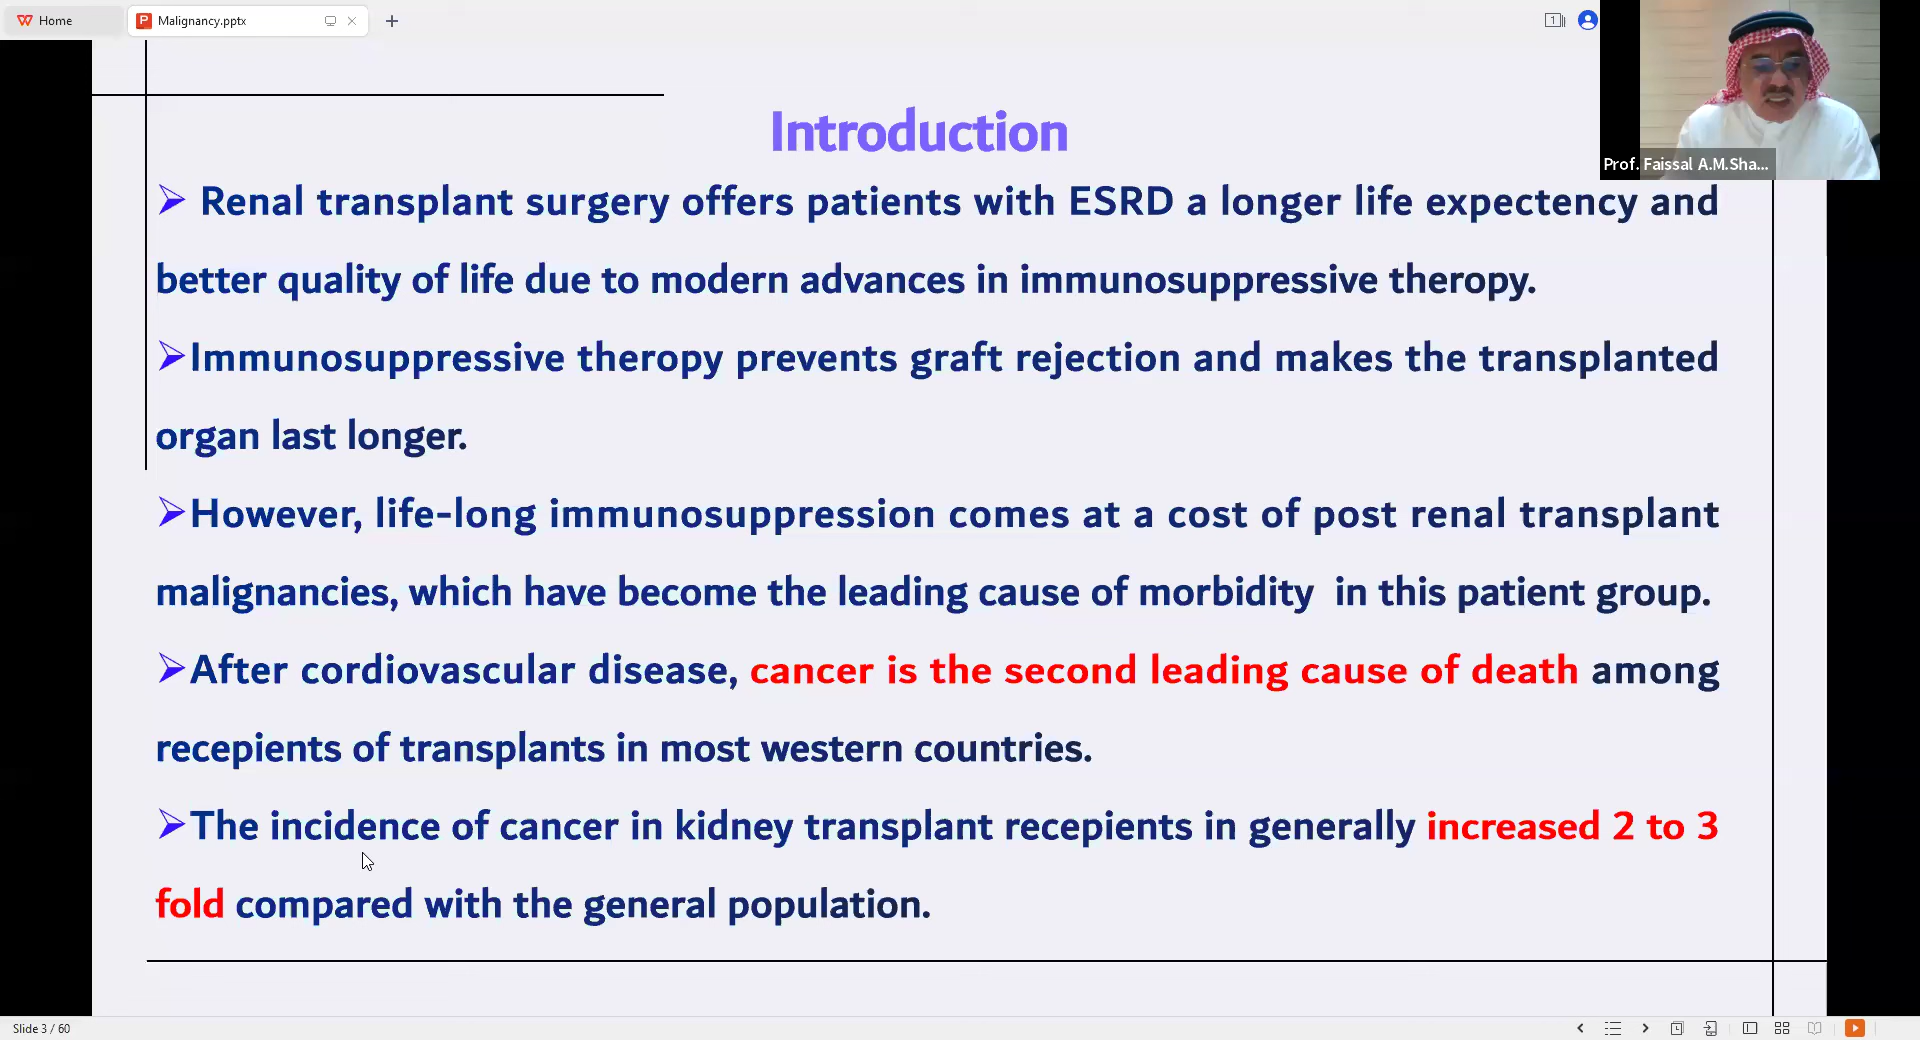 Home
Malignancy.pptx
1
Prof. Faissal A.M.Sha...
Introduction
Renal transplant surgery offers patients with ESRD a longer life expectency and
better quality of life due to modern advances in immunosuppressive theropy.
Immunosuppressive theropy prevents graft rejection and makes the transplanted
organ last longer.
However, life-long immunosuppression comes at a cost of post renal transplant
malignancies, which have become the leading cause of morbidity in this patient group.
After cordiovascular disease, cancer is the second leading cause of death among
recepients of transplants in most western countries.
The incidence of cancer in kidney transplant recepients in generally increased 2 to 3
fold compared with the general population.
Slide 3 / 60